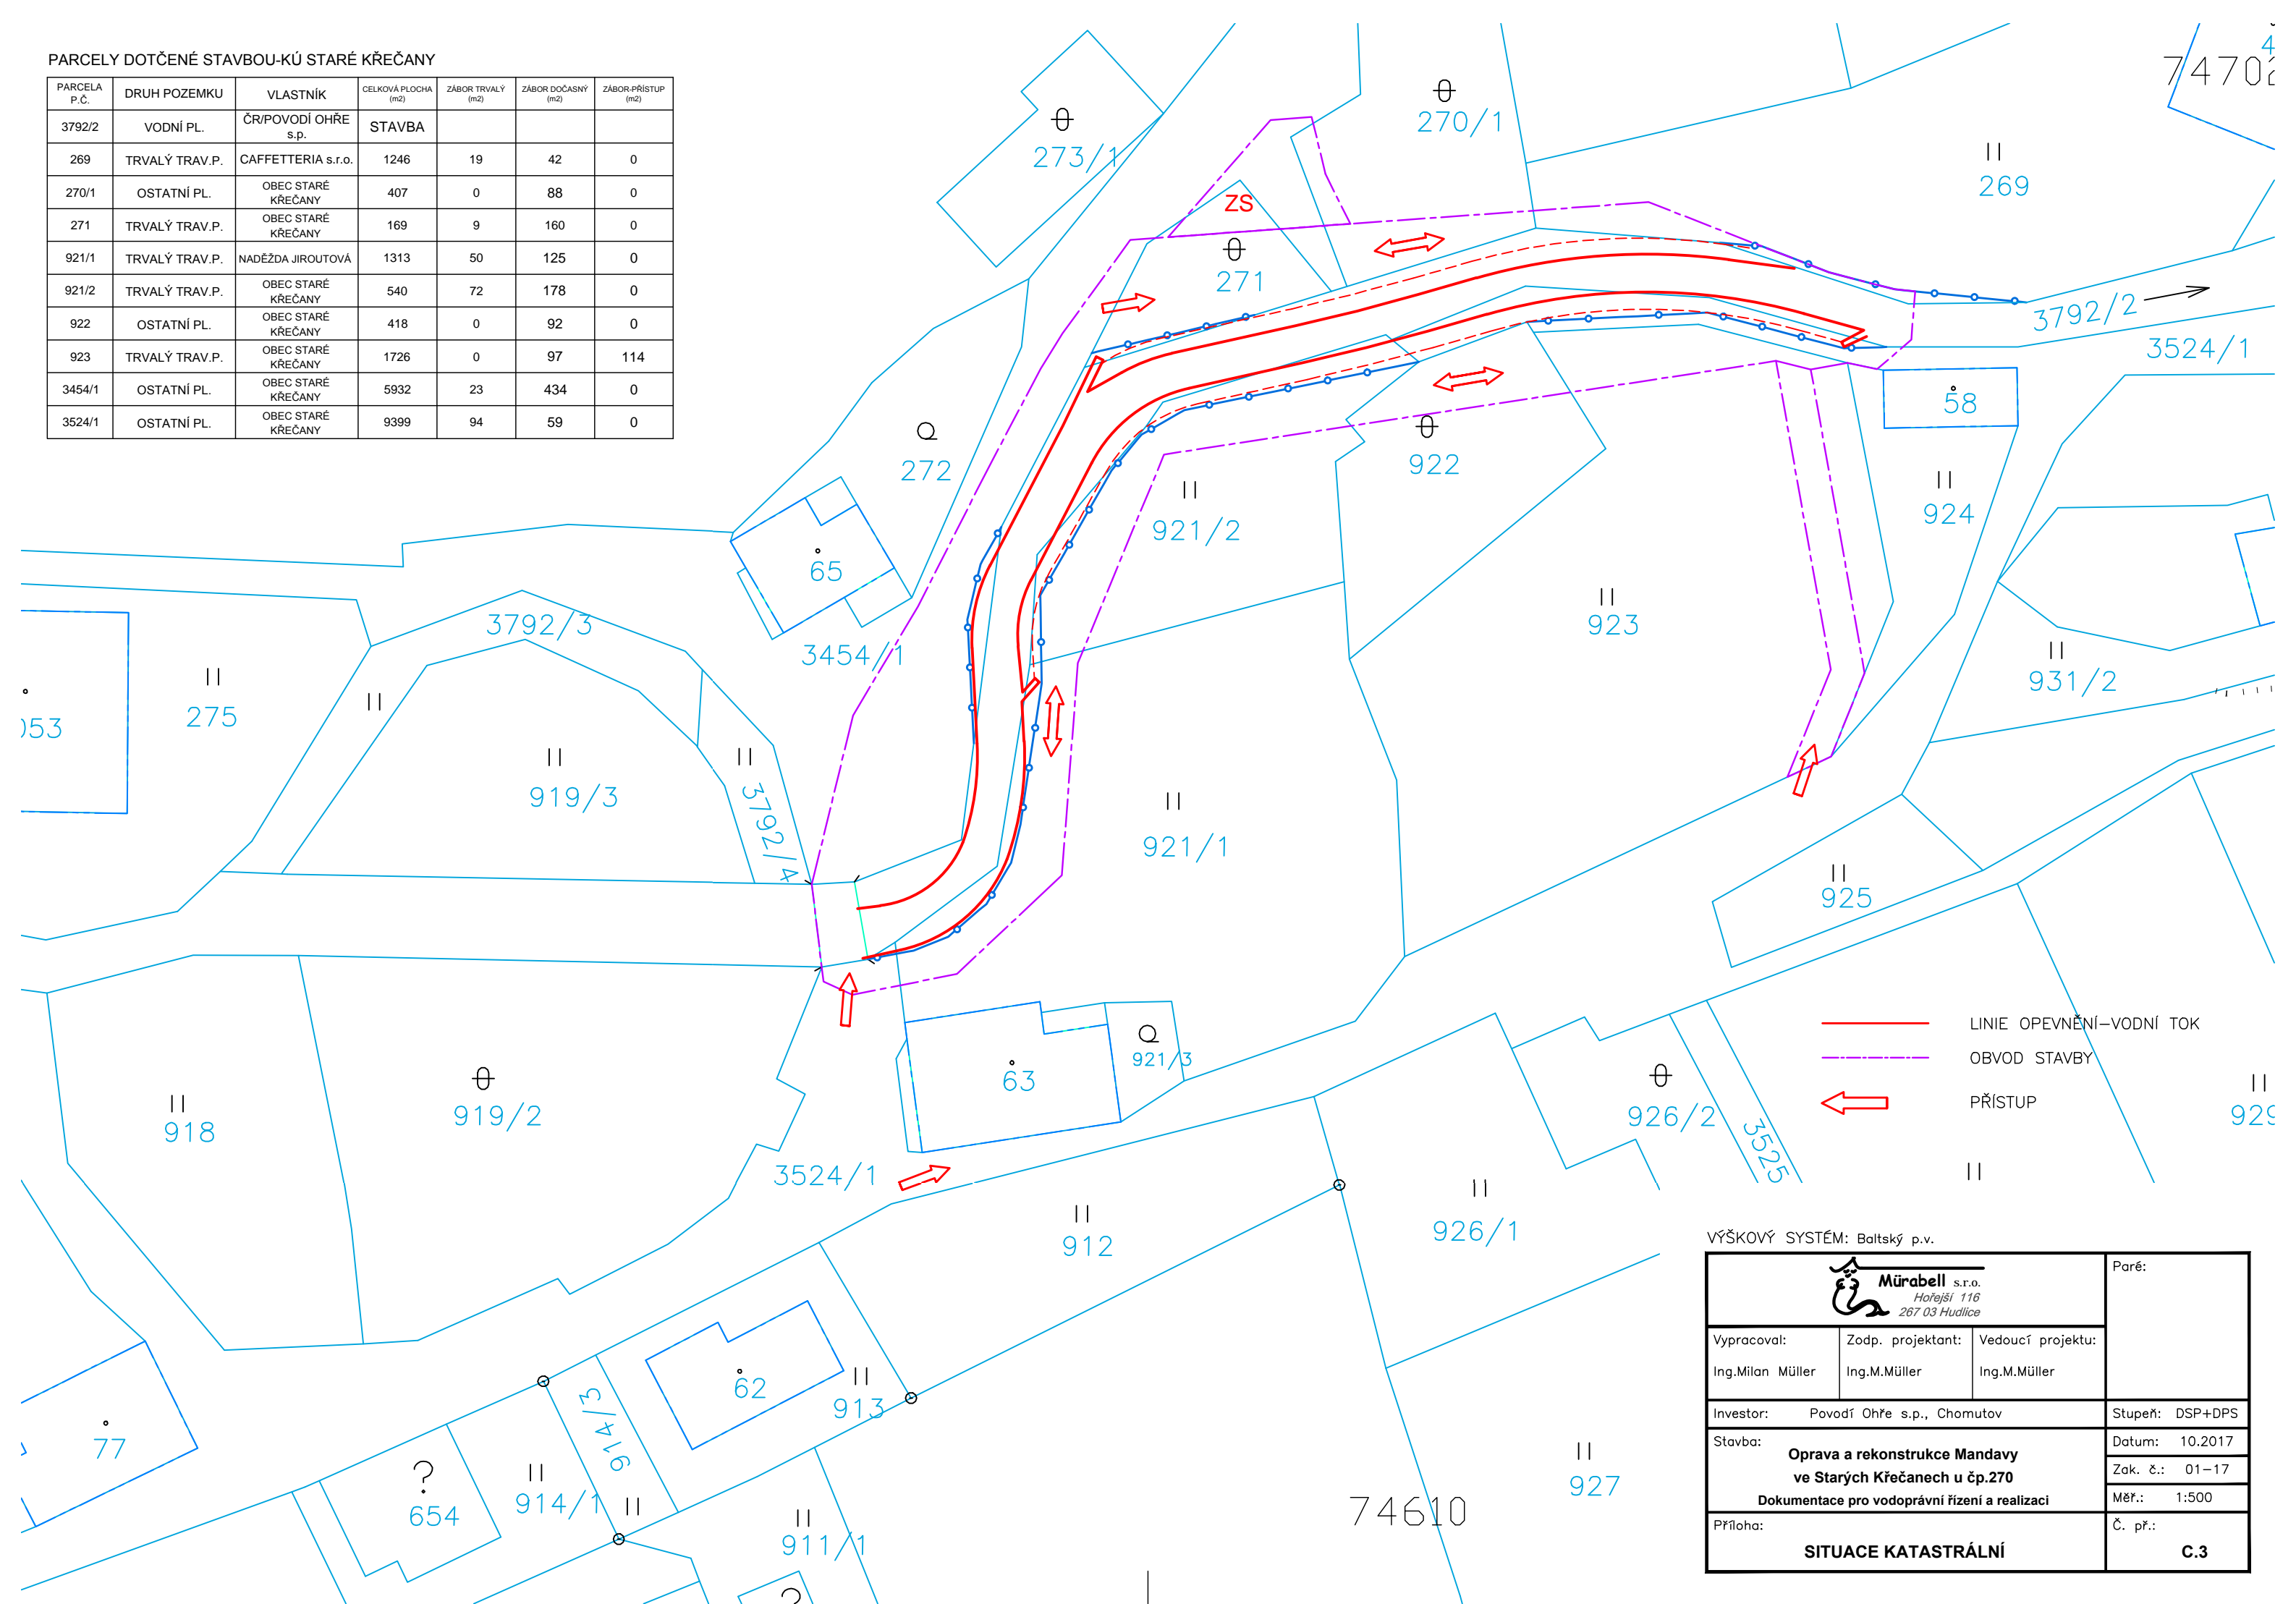 PARCELY DOTČENÉ STAVBOU-KÚ STARÉ KŘEČANY
PARCELA P.Č. DRUH POZEMKU VLASTNÍK CELKOVÁ PLOCHA (m2) ZÁBOR TRVALÝ (m2) ZÁBOR DOČASNÝ (m2) ZÁBOR-PŘÍSTUP (m2)
3792/2 VODNÍ PL. ČR/POVODÍ OHŘE s.p. STAVBA
269 TRVALÝ TRAV.P. CAFFETTERIA s.r.o. 1246 19 42 0
270/1 OSTATNÍ PL. OBEC STARÉ KŘEČANY 407 0 88 0
271 TRVALÝ TRAV.P. OBEC STARÉ KŘEČANY 169 9 160 0
921/1 TRVALÝ TRAV.P. NADĚŽDA JIROUTOVÁ 1313 50 125 0
921/2 TRVALÝ TRAV.P. OBEC STARÉ KŘEČANY 540 72 178 0
922 OSTATNÍ PL. OBEC STARÉ KŘEČANY 418 0 92 0
923 TRVALÝ TRAV.P. OBEC STARÉ KŘEČANY 1726 0 97 114
3454/1 OSTATNÍ PL. OBEC STARÉ KŘEČANY 5932 23 434 0
3524/1 OSTATNÍ PL. OBEC STARÉ KŘEČANY 9399 94 59 0
273/1
270/1
269
ZS
271
3792/2
3524/1
58
272
922
921/2
924
65
3792/3
3454/1
923
931/2
275
053
919/3
3792/4
921/1
925
63
921/3
918
919/2
926/2
3525
929
3524/1
912
926/1
62
913
914/3
77
654
914/1
911/1
927
74610
LINIE OPEVNĚNÍ-VODNÍ TOK
OBVOD STAVBY
PŘÍSTUP
VÝŠKOVÝ SYSTÉM: Baltský p.v.
Mürabell s.r.o.
Hořejší 116
267 03 Hudlice
Paré:
Vypracoval: Zodp. projektant: Vedoucí projektu:
Ing.Milan Müller Ing.M.Müller Ing.M.Müller
Investor: Povodí Ohře s.p., Chomutov
Stupeň: DSP+DPS
Stavba:
Oprava a rekonstrukce Mandavy
ve Starých Křečanech u čp.270
Dokumentace pro vodoprávní řízení a realizaci
Datum: 10.2017
Zak. č.: 01-17
Měř.: 1:500
Příloha:
SITUACE KATASTRÁLNÍ
Č. př.:
C.3